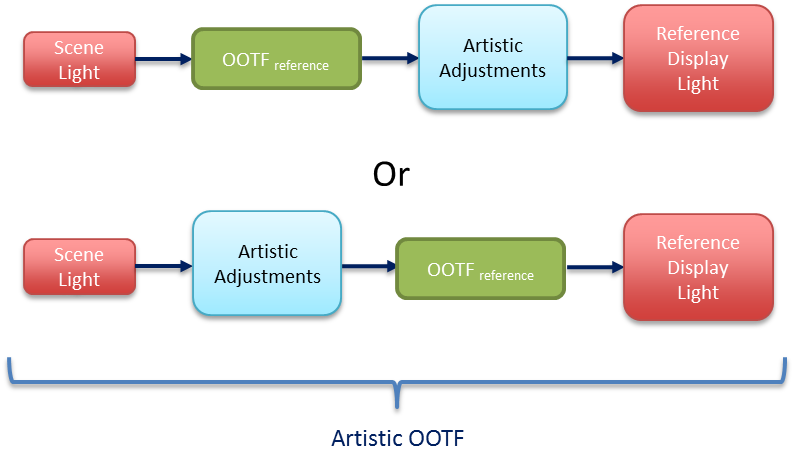 Scene
Light
OOTF reference
Artistic
Adjustments
Reference
Display
Light
Or
Scene
Light
Artistic
Adjustments
OOTF reference
Reference
Display
Light
Artistic OOTF